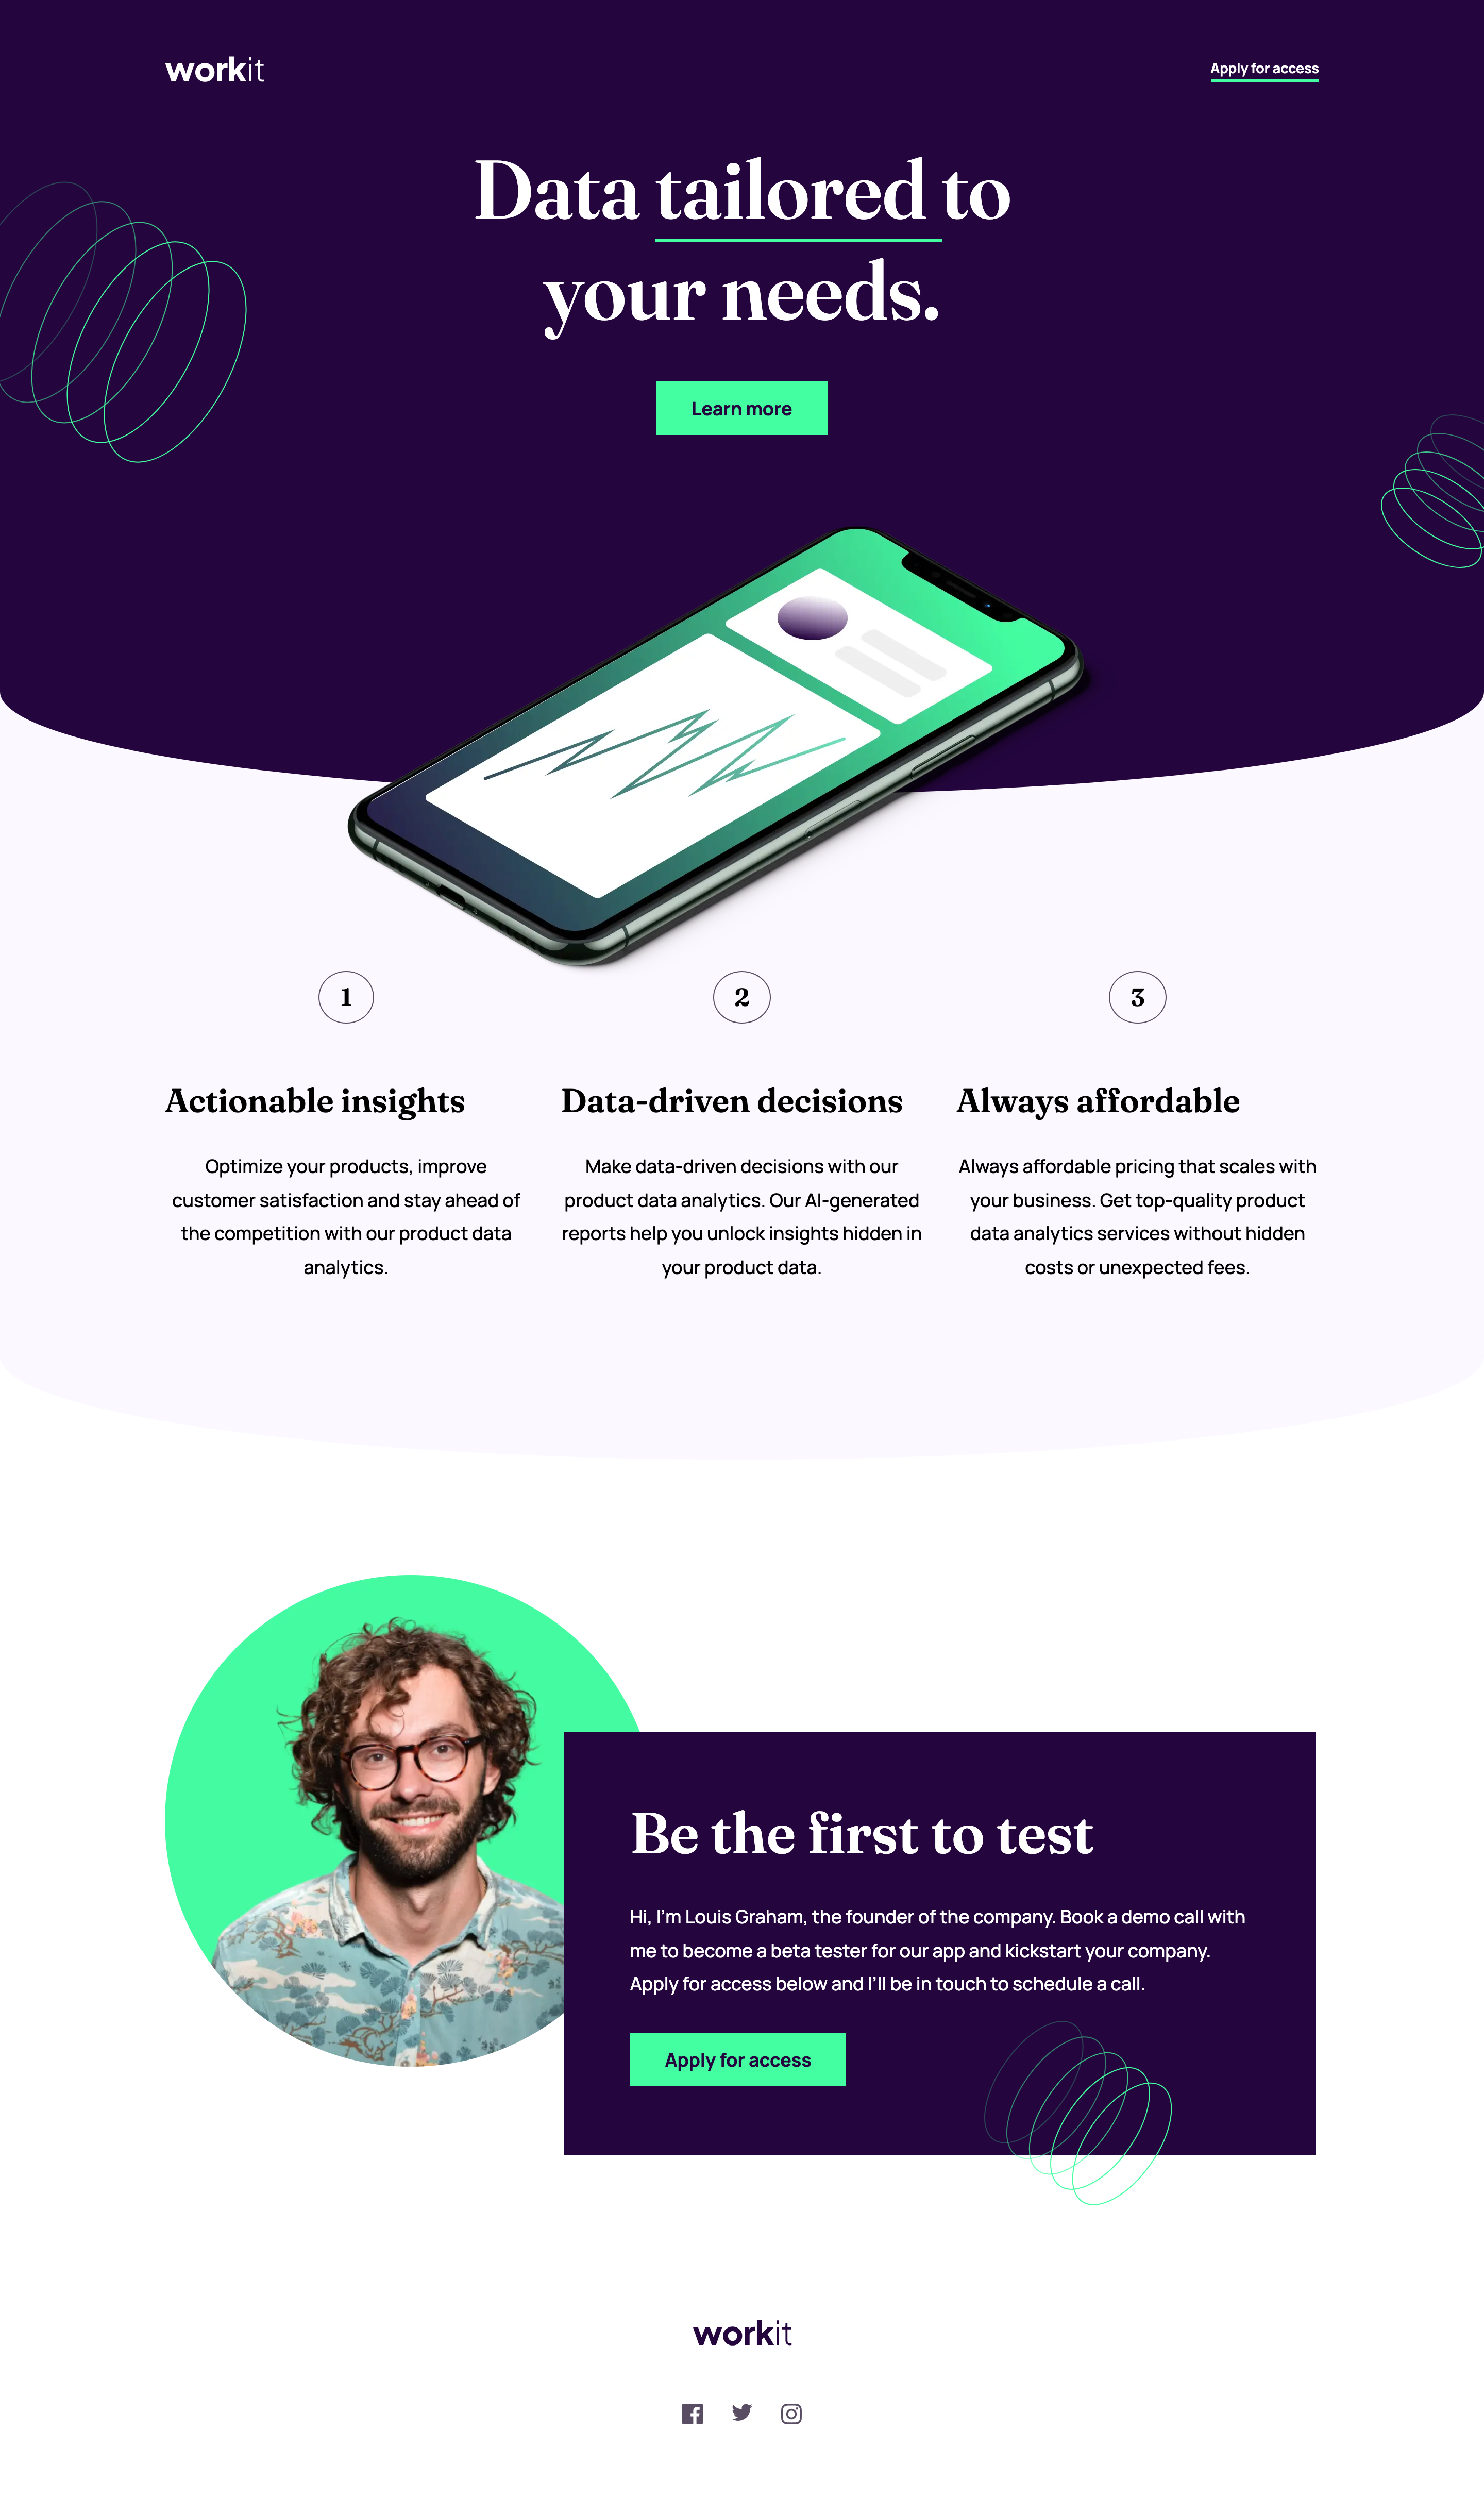 workit
Apply for access
Data tailored to
your needs.
Learn more
1
Actionable insights
Optimize your products, improve
customer satisfaction and stay ahead of
the competition with our product data
analytics.
2
Data-driven decisions
Make data-driven decisions with our
product data analytics. Our AI-generated
reports help you unlock insights hidden in
your product data.
3
Always affordable
Always affordable pricing that scales with
your business. Get top-quality product
data analytics services without hidden
costs or unexpected fees.
Be the first to test
Hi, I’m Louis Graham, the founder of the company. Book a demo call with
me to become a beta tester for our app and kickstart your company.
Apply for access below and I’ll be in touch to schedule a call.
Apply for access
workit